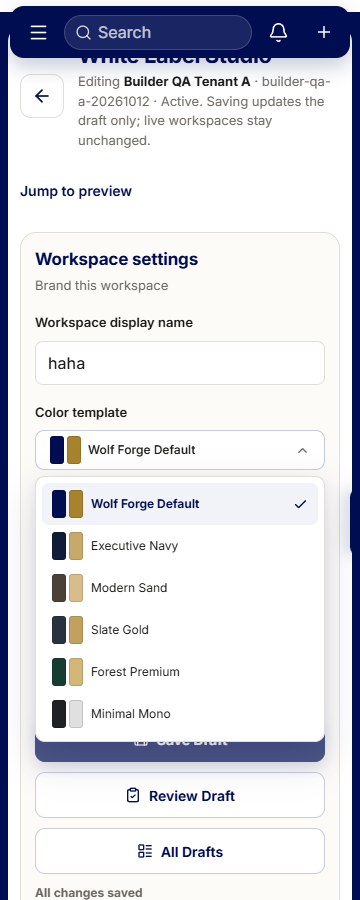 Search
White Label Studio
Editing Builder QA Tenant A · builder-qa-
a-20261012 · Active. Saving updates the
draft only; live workspaces stay
unchanged.
Jump to preview
Workspace settings
Brand this workspace
Workspace display name
haha
Color template
Wolf Forge Default
Wolf Forge Default
Executive Navy
Modern Sand
Slate Gold
Forest Premium
Minimal Mono
Save Draft
Review Draft
All Drafts
All changes saved